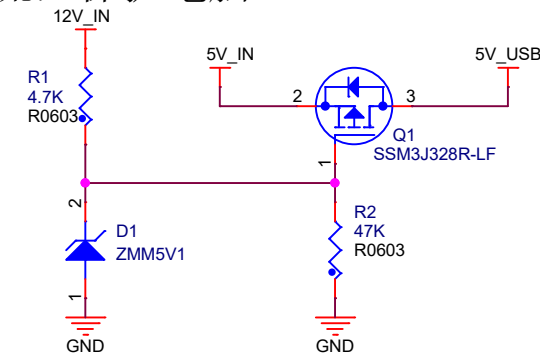 12V_IN
5V_IN
5V_USB
R1
4.7K
R0603
2
3
Q1
SSM3J328R-LF
1
2
D1
ZMM5V1
1
R2
47K
R0603
GND
GND